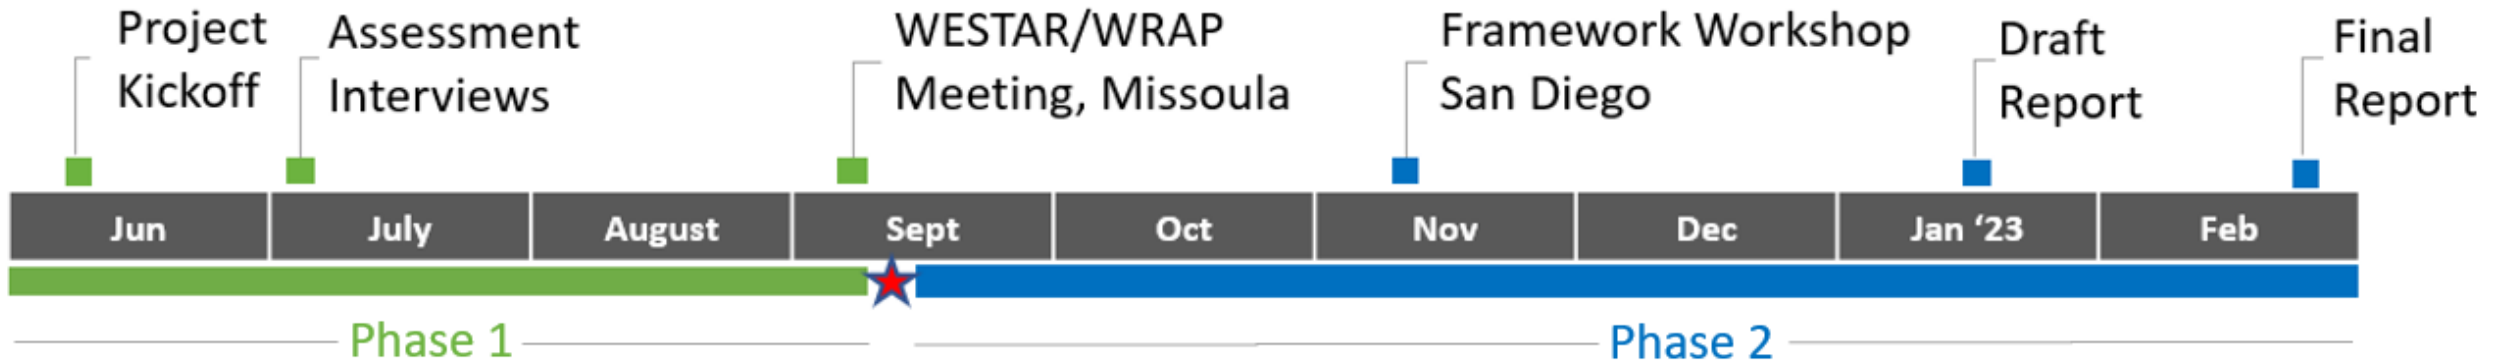 Project
Kickoff
Assessment
Interviews
WESTAR/WRAP
Meeting, Missoula
Framework Workshop
San Diego
Draft
Report
Final
Report
Jun
July
August
Sept
Oct
Nov
Dec
Jan ‘23
Feb
Phase 1
Phase 2